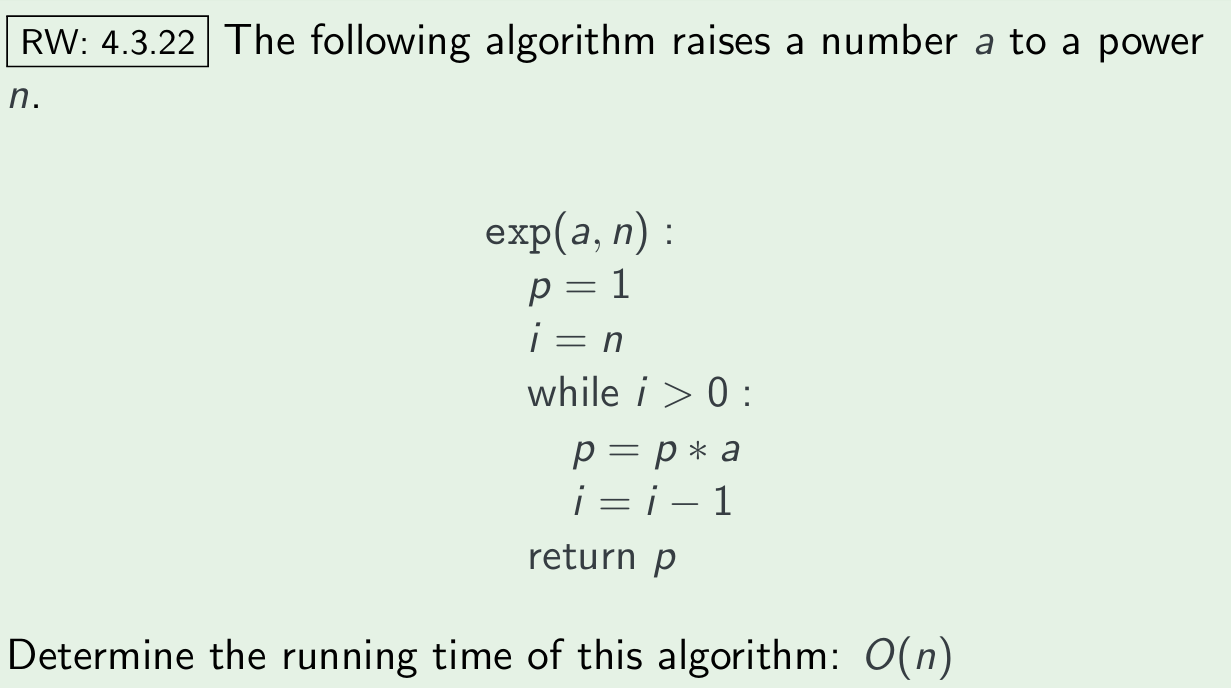 RW: 4.3.22 The following algorithm raises a number a to a power
n.
exp(a, n) :
p = 1
i = n
while i > 0 :
p = p ∗ a
i = i − 1
return p
Determine the running time of this algorithm: O(n)